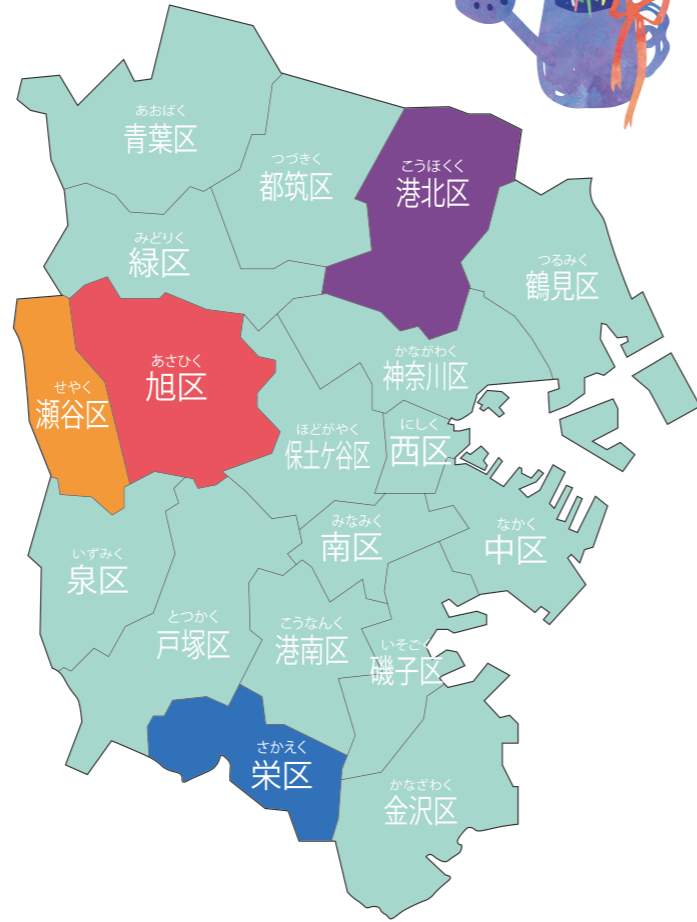 あおばく
青葉区
つづきく
都筑区
こうほくく
港北区
みどりく
緑区
つるみく
鶴見区
あさひく
旭区
かながわく
神奈川区
せやく
瀬谷区
ほどがやく
保土ケ谷区
にしく
西区
みなみく
南区
なかく
中区
いずみく
泉区
とつかく
戸塚区
こうなんく
港南区
いそごく
磯子区
さかえく
栄区
かなざわく
金沢区